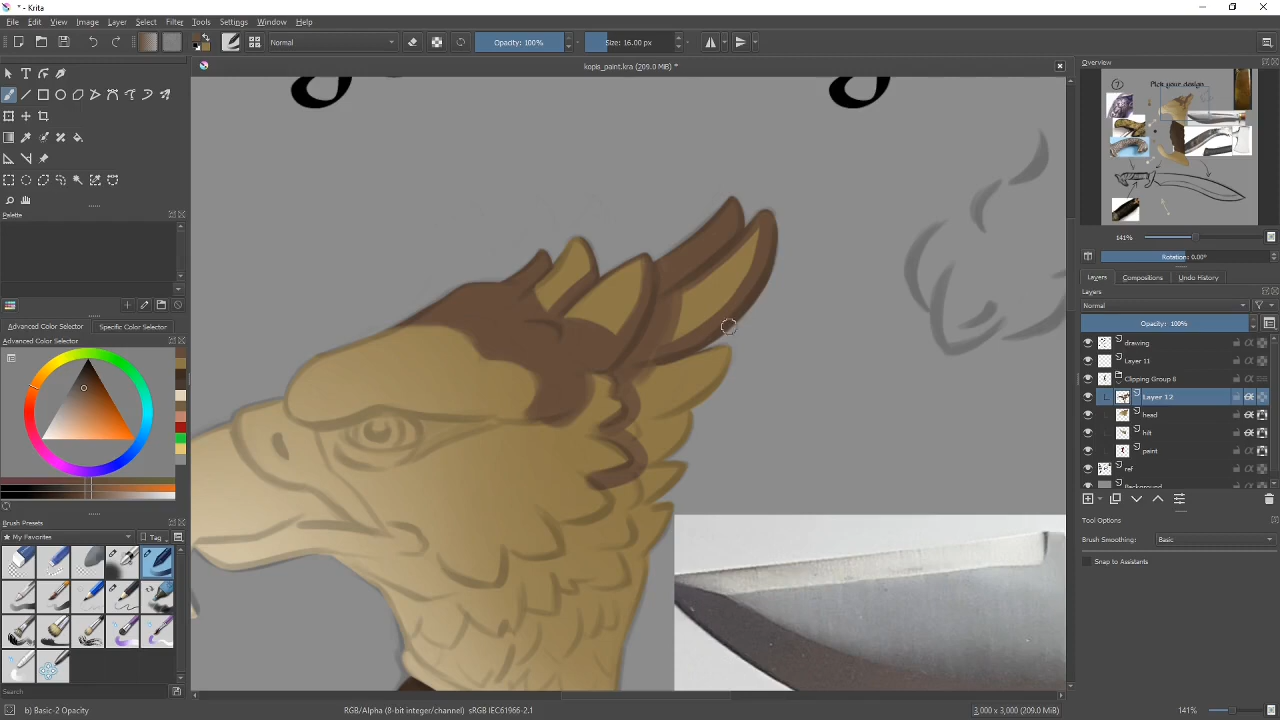 * - Krita
File Edit View Image Layer Select Filter Tools Settings Window Help
Normal Opacity: 100% Size: 16.00 px
kopis_paint.kra (209.0 MiB) *
Overview
Pick your design
141%
Rotation: 0.00°
Layers Compositions Undo History
Layers
Normal
Opacity: 100%
drawing
Layer 11
Clipping Group 8
Layer 12
head
hilt
paint
ref
Background
Tool Options
Brush Smoothing: Basic
Snap to Assistants
Palette
Advanced Color Selector Specific Color Selector
Advanced Color Selector
Brush Presets
My Favorites Tag
Search
b) Basic-2 Opacity RGB/Alpha (8-bit integer/channel) sRGB IEC61966-2.1 3,000 x 3,000 (209.0 MiB) 141%